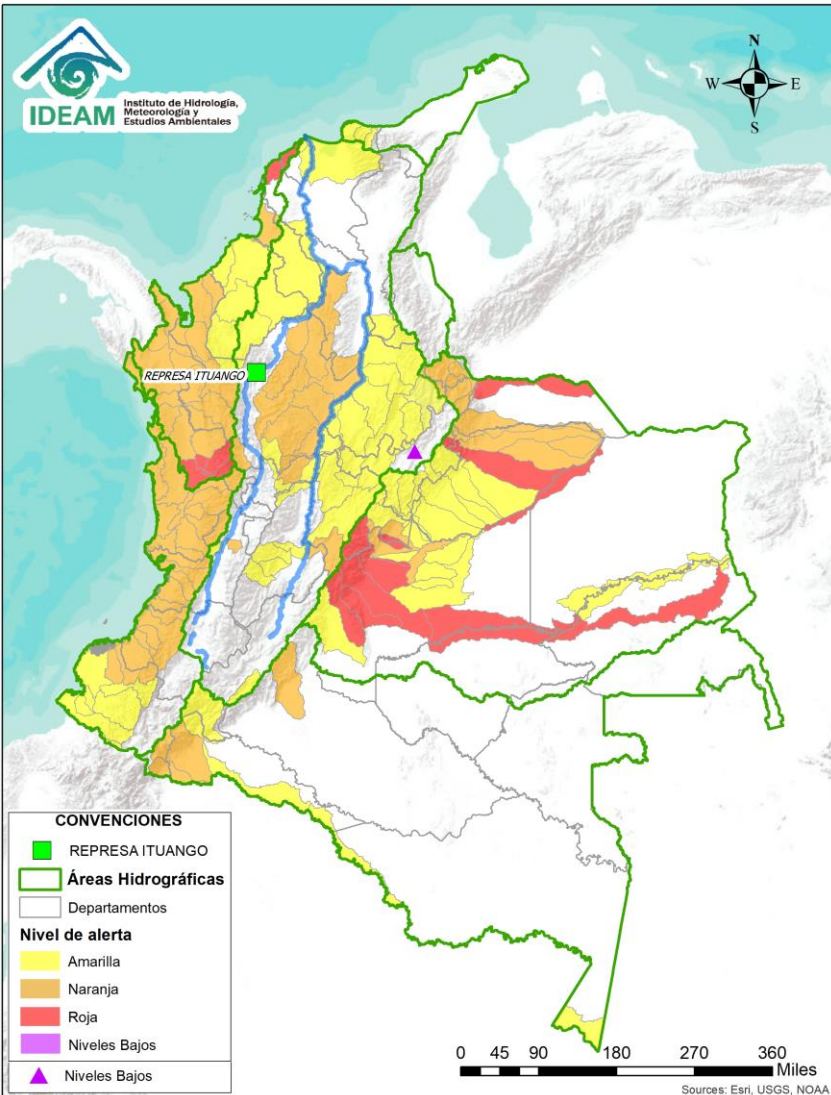 IDEAM
Instituto de Hidrología,
Meteorología y
Estudios Ambientales
N
W
E
S
REPRESA ITUANGO
CONVENCIONES
REPRESA ITUANGO
Áreas Hidrográficas
Departamentos
Nivel de alerta
Amarilla
Naranja
Roja
Niveles Bajos
Niveles Bajos
0 45 90 180 270 360
Miles
Sources: Esri, USGS, NOAA